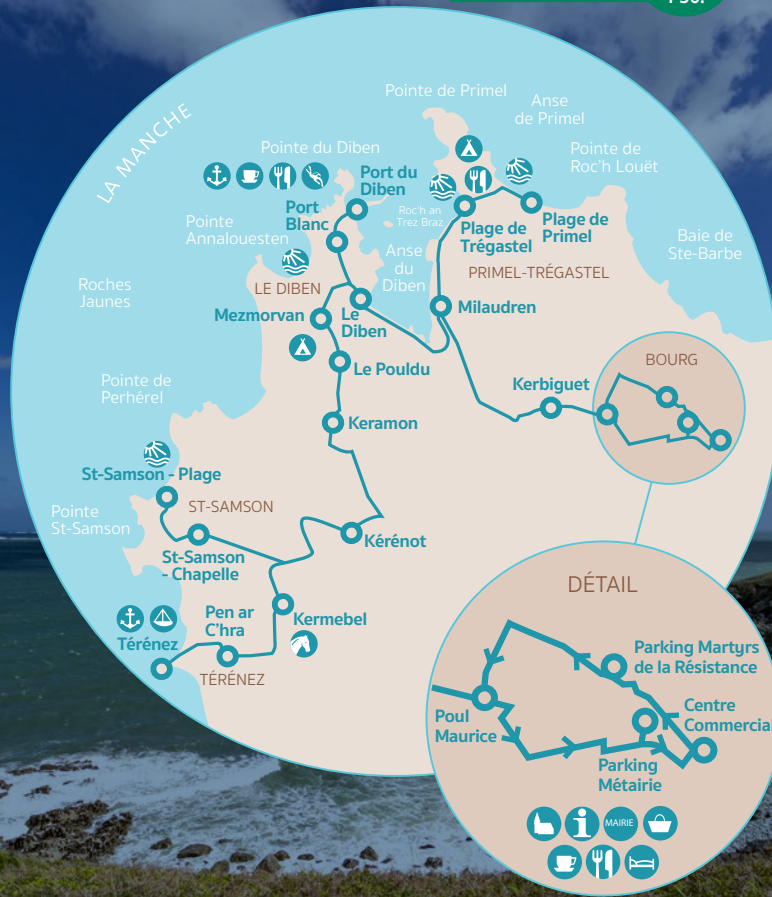 LA MANCHE
Pointe de Primel
Anse
de Primel
Pointe de
Roc'h Louët
Pointe du Diben
Port du
Diben
Port
Blanc
Pointe
Annalouesten
Roc'h an
Trez Braz
Plage de
Trégastel
Plage de
Primel
Baie de
Ste-Barbe
Anse
du
Diben
PRIMEL-TRÉGASTEL
Roches
Jaunes
LE DIBEN
Mezmorvan
Le
Diben
Milaudren
Le Pouldu
BOURG
Kerbiguet
Pointe de
Perhérel
Keramon
St-Samson - Plage
ST-SAMSON
Pointe
St-Samson
Kérénot
St-Samson
- Chapelle
Pen ar
C'hra
Kermebel
Térénez
TÉRÉNEZ
DÉTAIL
Parking Martyrs
de la Résistance
Centre
Commercial
Poul
Maurice
Parking
Métairie
MAIRIE